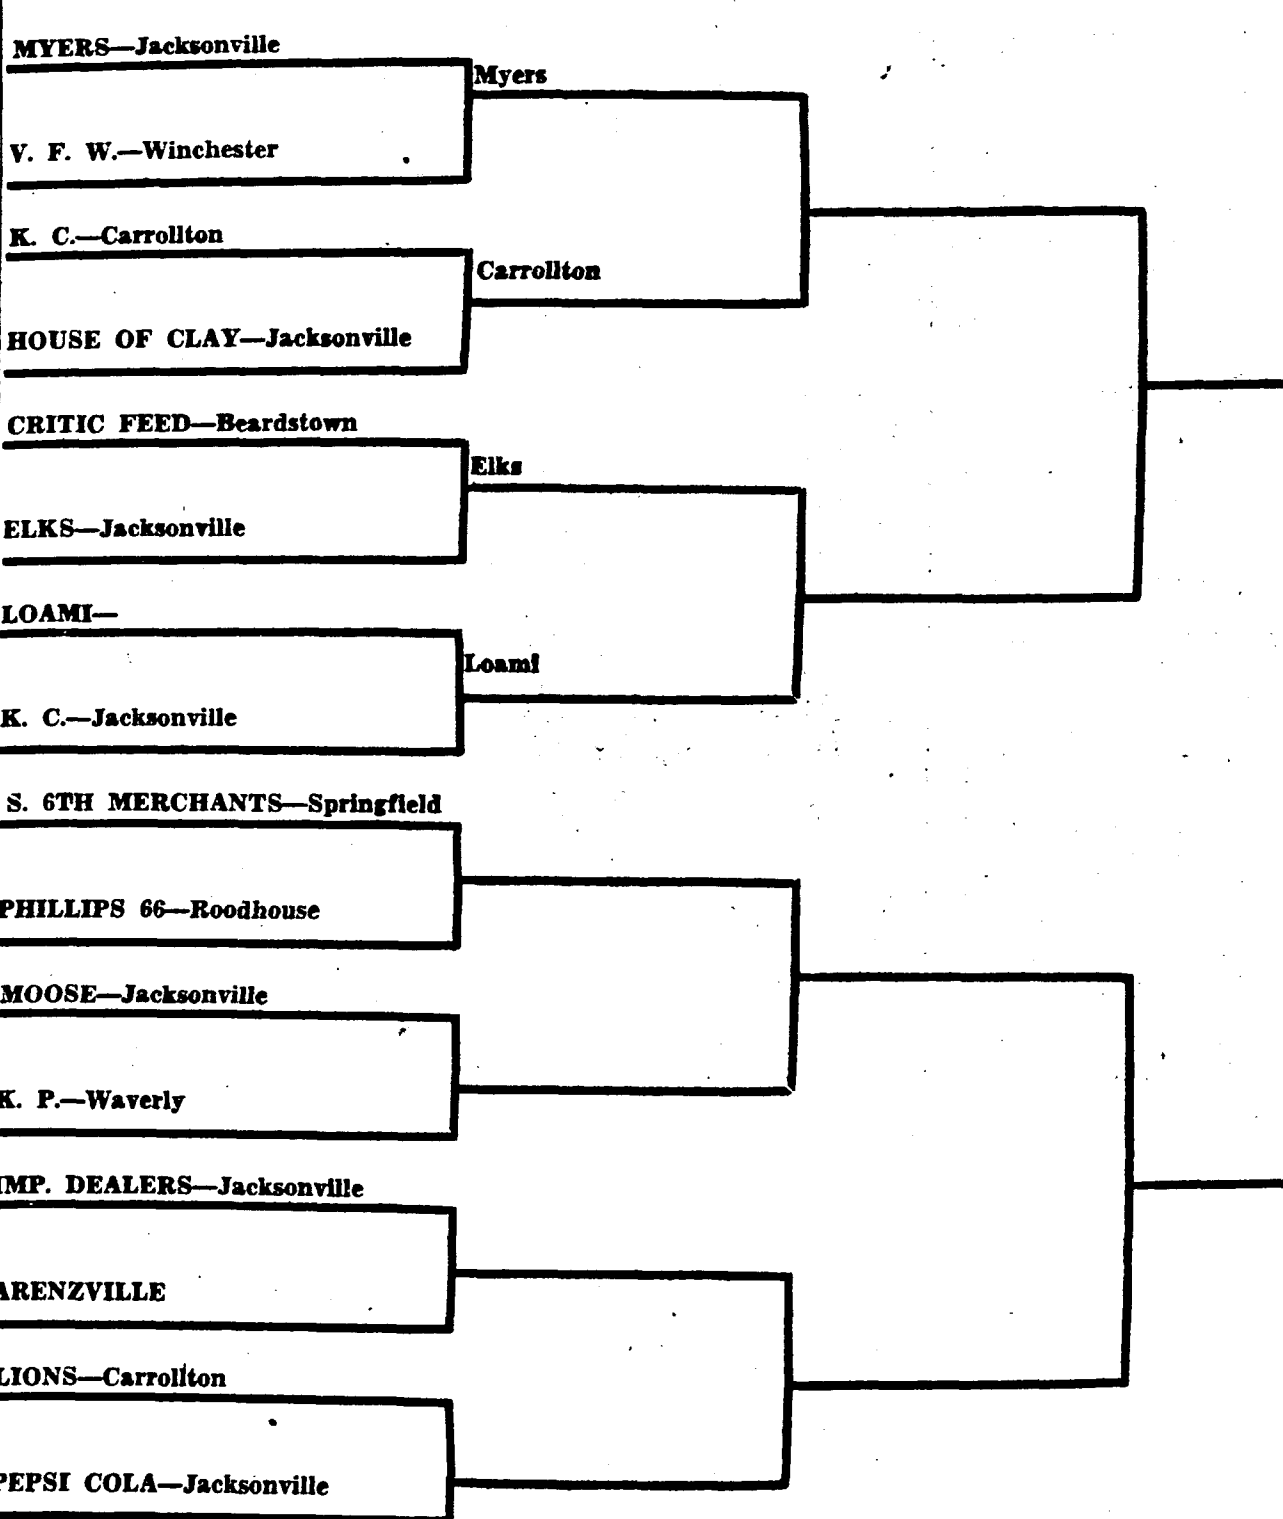 MYERS—Jacksonville
Myers
V. F. W.—Winchester
K. C.—Carrollton
Carrollton
HOUSE OF CLAY—Jacksonville
CRITIC FEED—Beardstown
Elks
ELKS—Jacksonville
LOAMI—
Loami
K. C.—Jacksonville
S. 6TH MERCHANTS—Springfield
PHILLIPS 66—Roodhouse
MOOSE—Jacksonville
K. P.—Waverly
IMP. DEALERS—Jacksonville
ARENZVILLE
LIONS—Carrollton
PEPSI COLA—Jacksonville